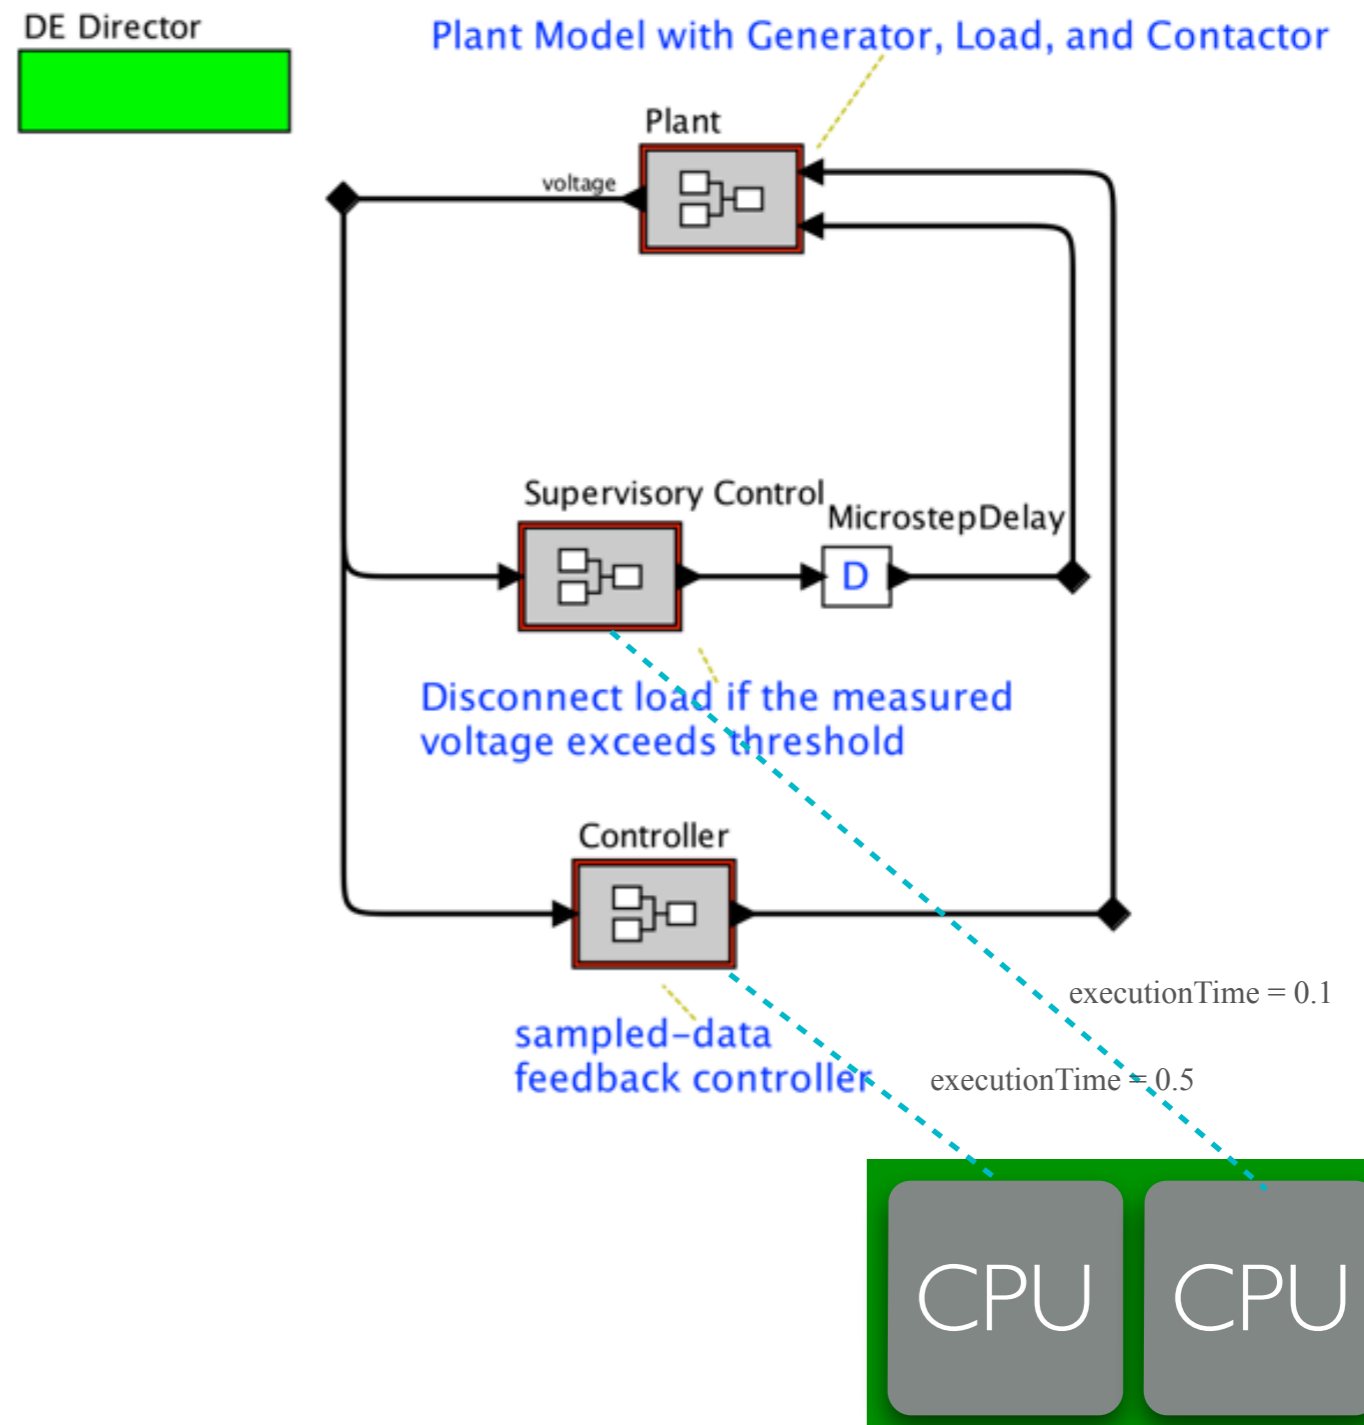 DE Director
Plant Model with Generator, Load, and Contactor
Plant
voltage
Supervisory Control
MicrostepDelay
D
Disconnect load if the measured
voltage exceeds threshold
Controller
executionTime = 0.1
sampled-data
feedback controller
executionTime = 0.5
CPU
CPU